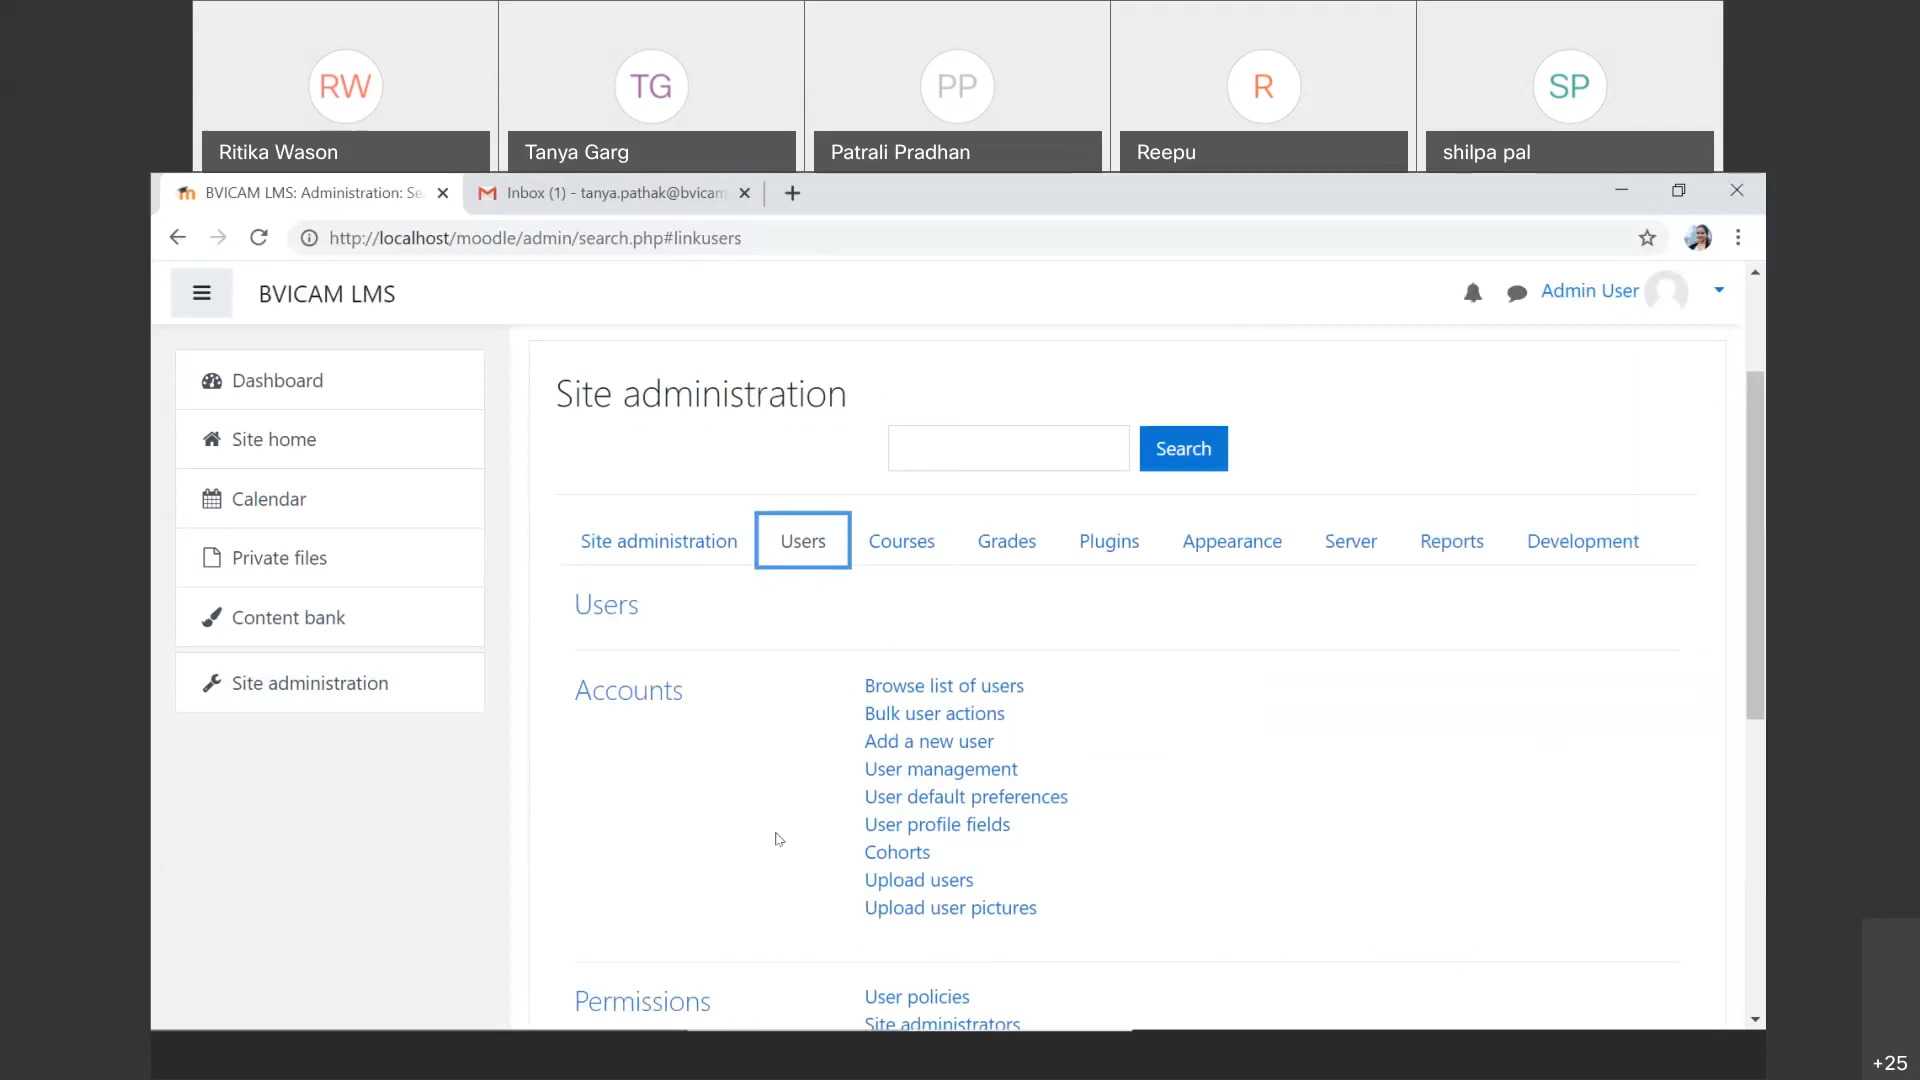 RW
TG
PP
R
SP
Ritika Wason
Tanya Garg
Patrali Pradhan
Reepu
shilpa pal
BVICAM LMS: Administration: Se
Inbox (1) - tanya.pathak@bvicam
http://localhost/moodle/admin/search.php#linkusers
BVICAM LMS
Admin User
Dashboard
Site home
Calendar
Private files
Content bank
Site administration
Site administration
Search
Site administration
Users
Courses
Grades
Plugins
Appearance
Server
Reports
Development
Users
Accounts
Browse list of users
Bulk user actions
Add a new user
User management
User default preferences
User profile fields
Cohorts
Upload users
Upload user pictures
Permissions
User policies
Site administrators
+25